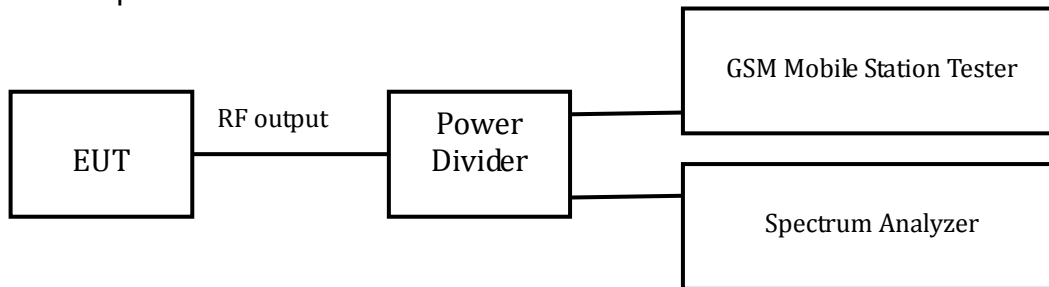 EUT
RF output
Power
Divider
GSM Mobile Station Tester
Spectrum Analyzer